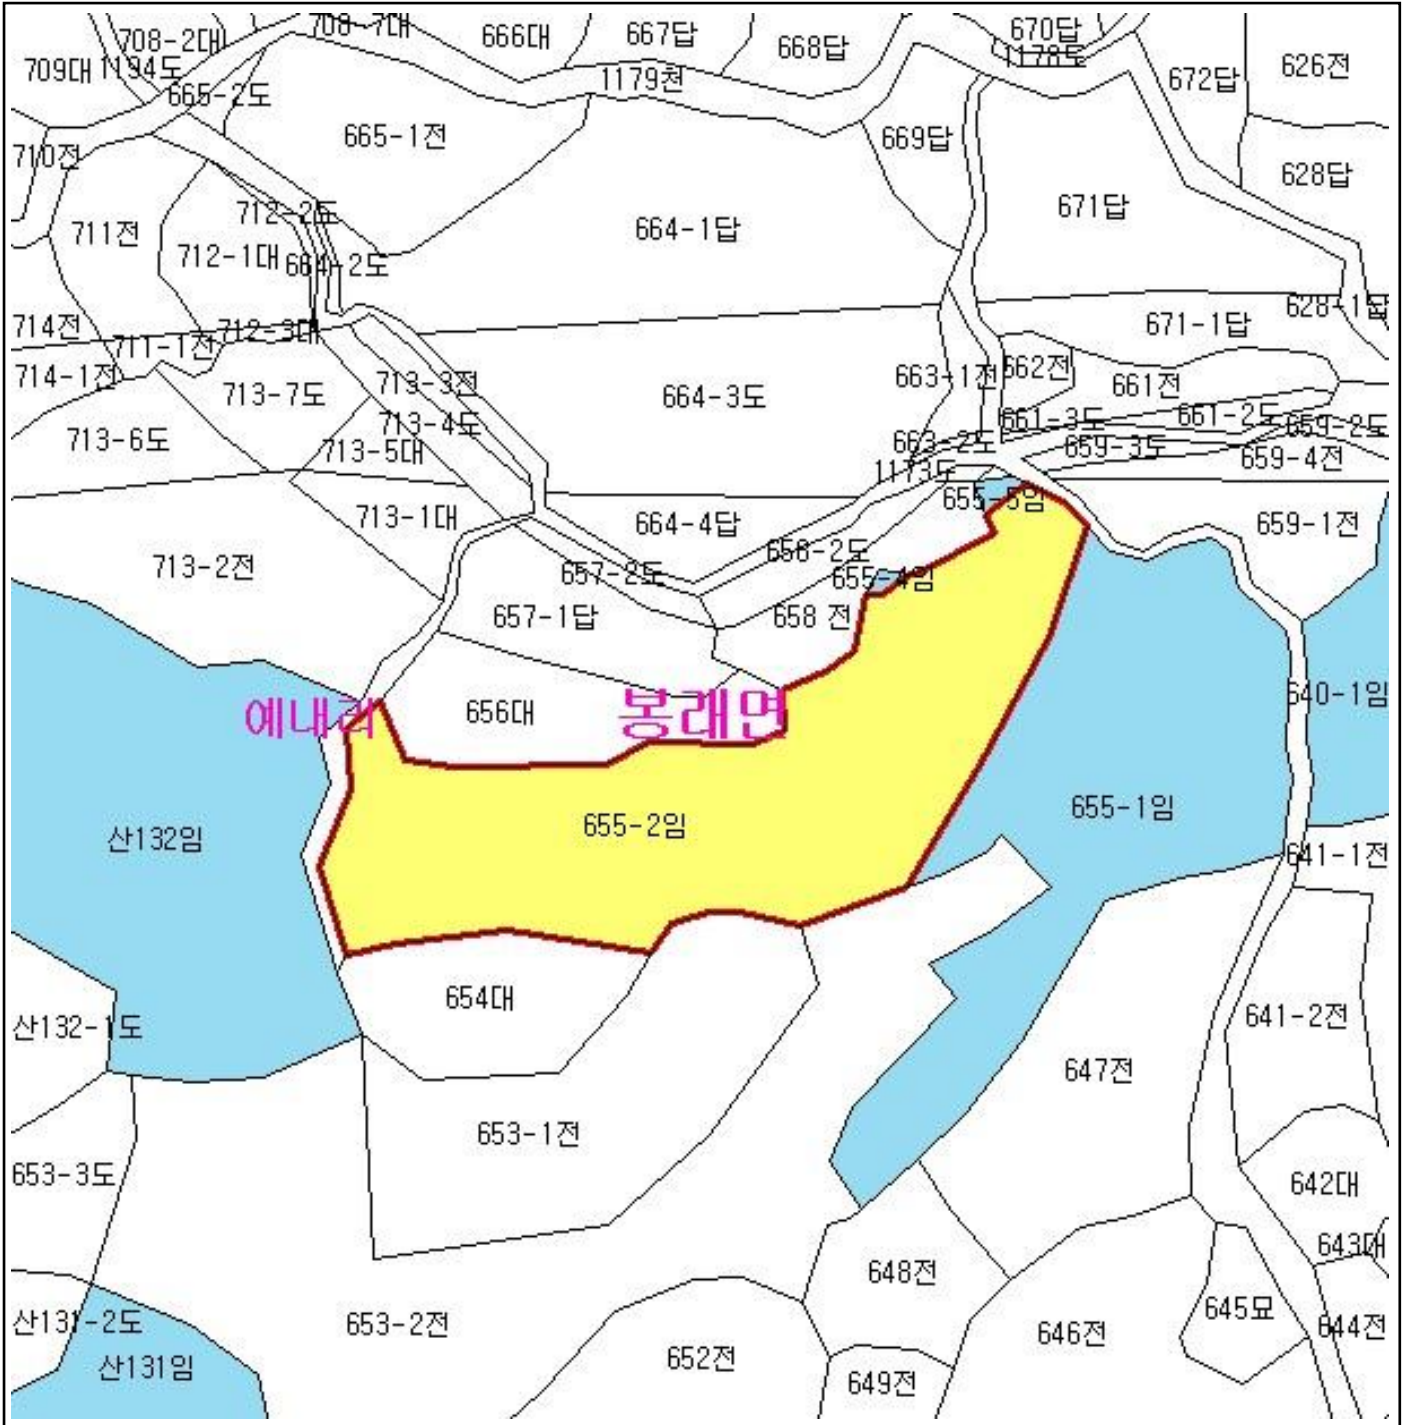 708-2대
708-7대
666대
667답
668답
670답
1178도
709대
1194도
665-2도
1179천
672답
626전
710전
665-1전
669답
628답
711전
712-2도
712-1대
664-2도
664-1답
671답
714전
712-3대
711-1전
628-1답
671-1답
714-1전
713-7도
713-3전
664-3도
663-1전
662전
661전
713-6도
713-4도
713-5대
663-2도
661-3도
661-2도
659-2도
659-3도
659-4전
1173도
655-5임
713-1대
664-4답
659-1전
713-2전
657-2도
658-2도
655-4임
657-1답
658 전
예내리
656대
봉래면
640-1임
산132임
655-2임
655-1임
641-1전
654대
산132-1도
641-2전
647전
653-1전
653-3도
642대
643대
648전
산131-2도
653-2전
645묘
646전
644전
산131임
652전
649전